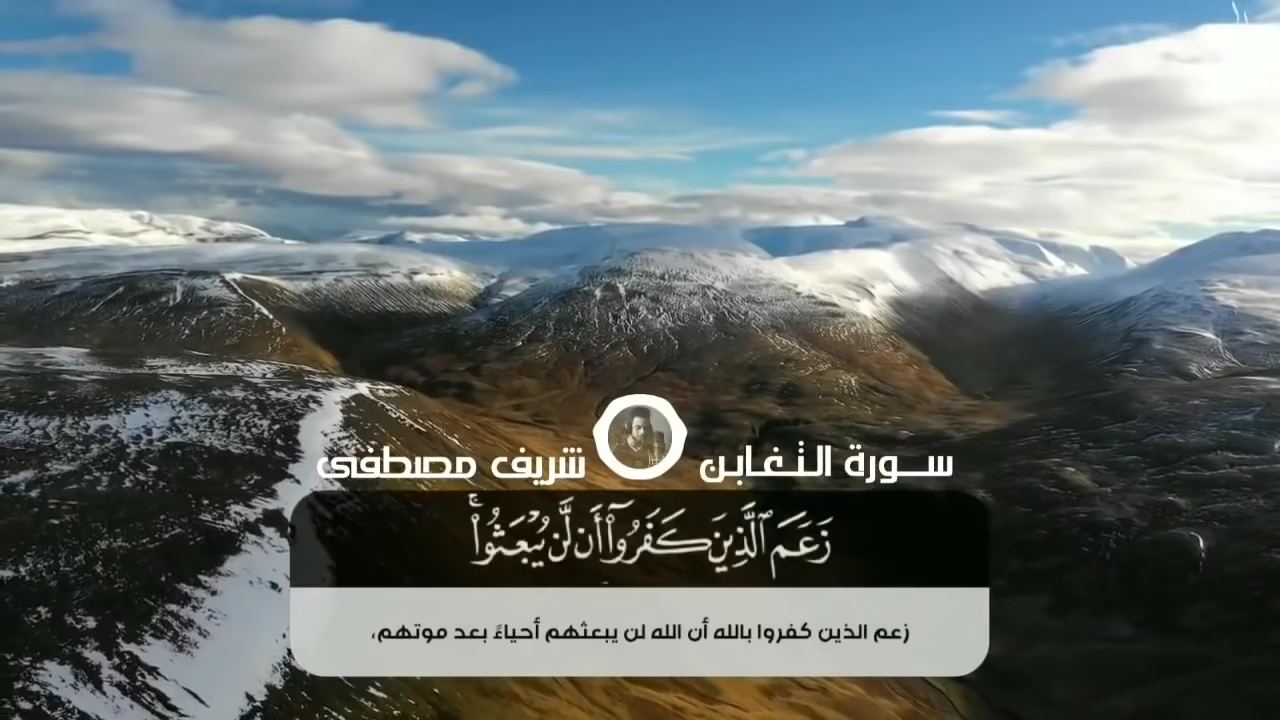 سورة التغابن
شريف مصطفى
زَعَمَ ٱلَّذِينَ كَفَرُوٓا۟ أَن لَّن يُبْعَثُوا۟ ۚ
زعم الذين كفروا بالله أن الله لن يبعثهم أحياءً بعد موتهم،